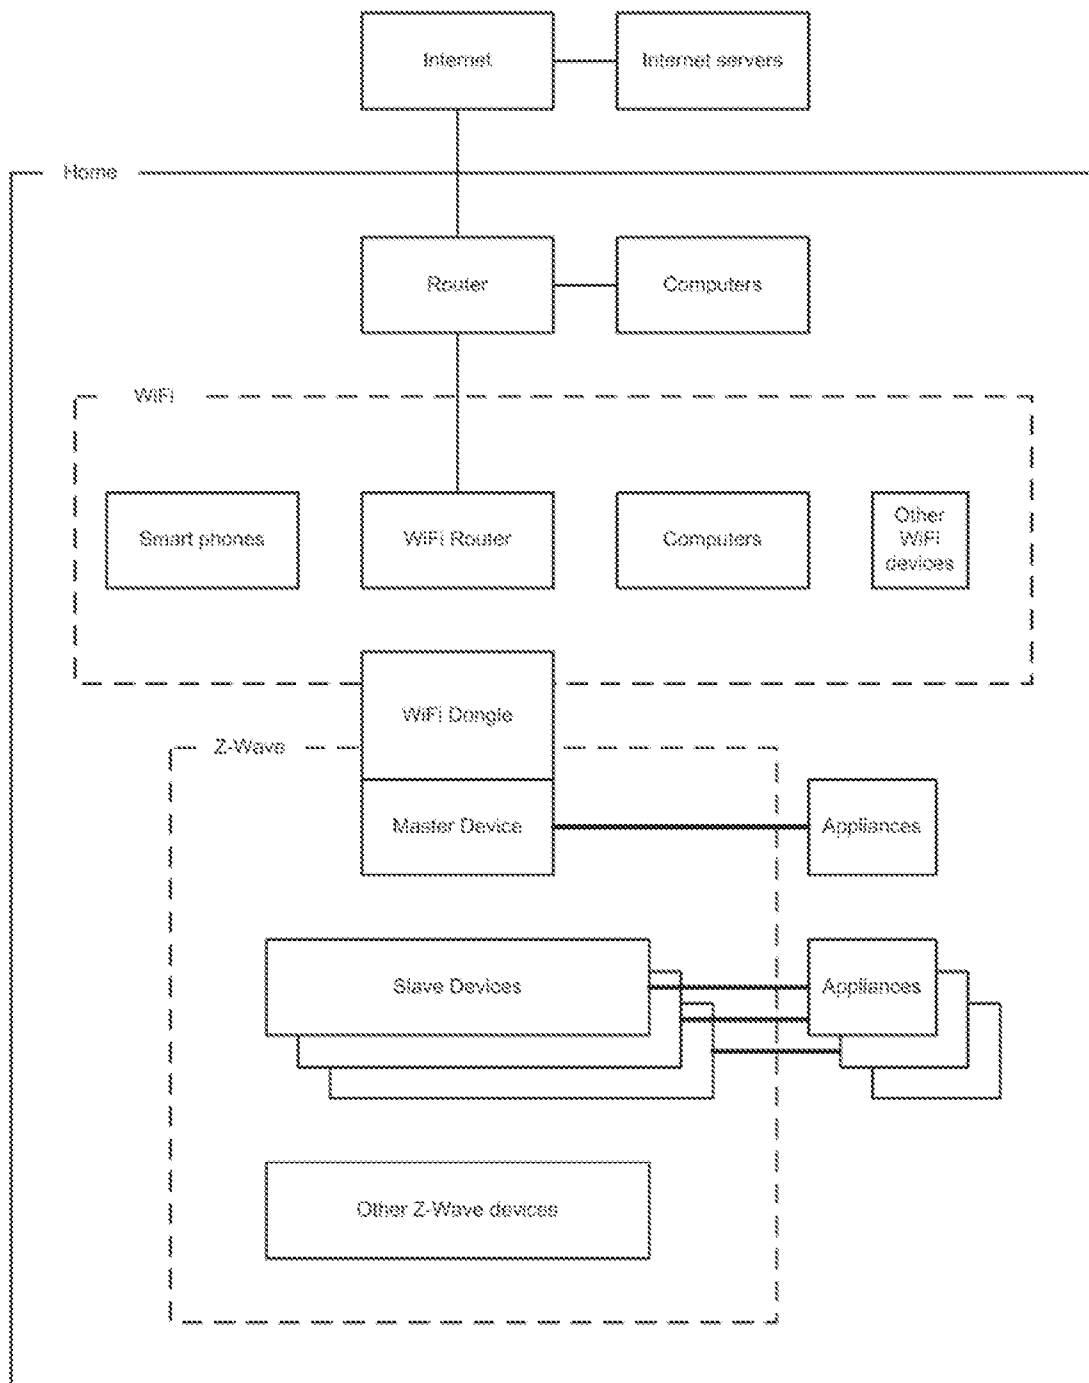 Internet
Internet servers
Home
Router
Computers
WiFi
Smart phones
WiFi Router
Computers
Other
WiFi
devices
WiFi Dongle
Z-Wave
Master Device
Appliances
Slave Devices
Appliances
Other Z-Wave devices